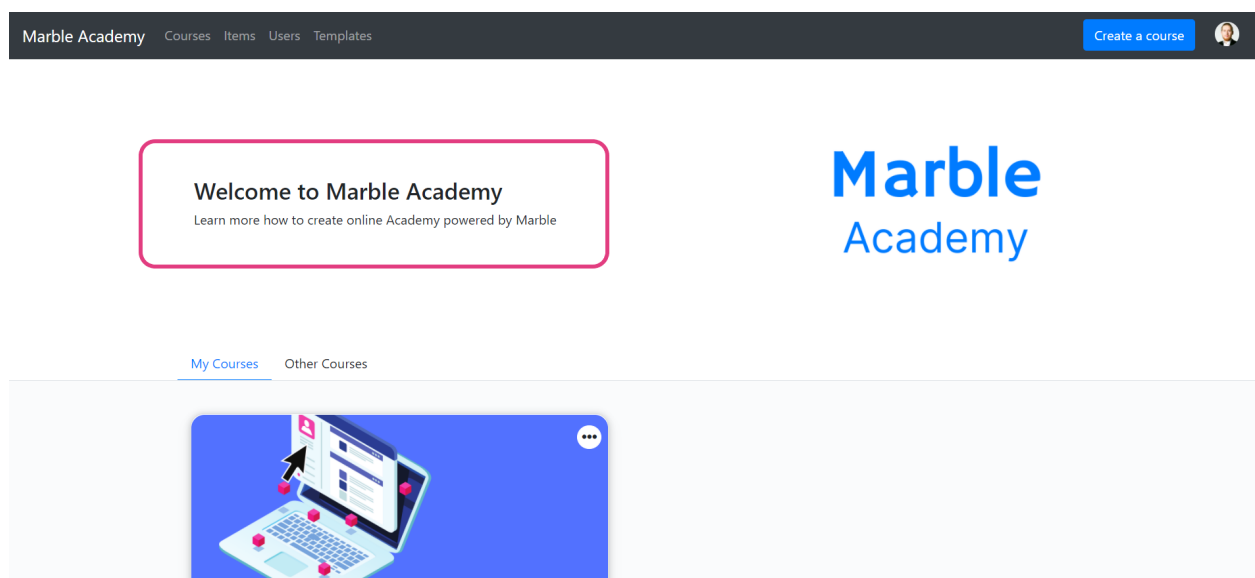 Marble Academy Courses Items Users Templates Create a course
Welcome to Marble Academy
Learn more how to create online Academy powered by Marble
Marble
Academy
My Courses Other Courses